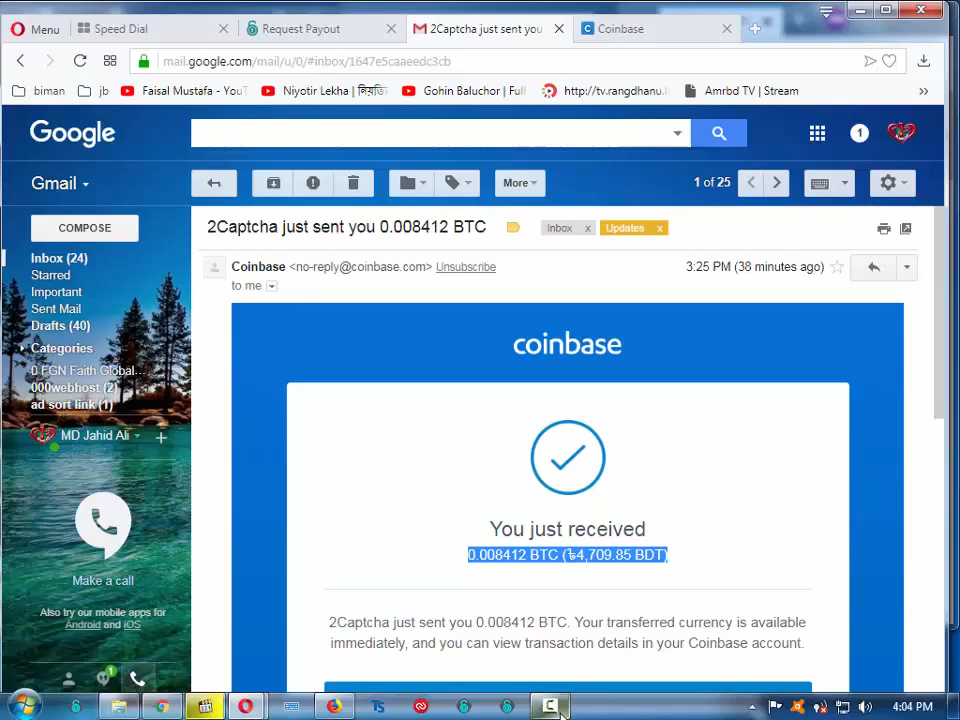 Menu
Speed Dial
Request Payout
2Captcha just sent you
Coinbase
mail.google.com/mail/u/0/#inbox/1647e5caaeedc3cb
biman
jb
Faisal Mustafa - YouT
Niyotir Lekha | নিয়তির
Gohin Baluchor | Full
http://tv.rangdhanu.l
Amrbd TV | Stream
»
Google
1
Gmail
More
1 of 25
COMPOSE
2Captcha just sent you 0.008412 BTC
Inbox x
Updates x
Inbox (24)
Starred
Important
Sent Mail
Drafts (40)
Categories
0 FGN Faith Global...
000webhost (2)
ad sort link (1)
MD Jahid Ali
Make a call
Also try our mobile apps for
Android and iOS
1
Coinbase <no-reply@coinbase.com> Unsubscribe
3:25 PM (38 minutes ago)
to me
coinbase
You just received
0.008412 BTC (৳4,709.85 BDT)
2Captcha just sent you 0.008412 BTC. Your transferred currency is available
immediately, and you can view transaction details in your Coinbase account.
TS
C
4:04 PM